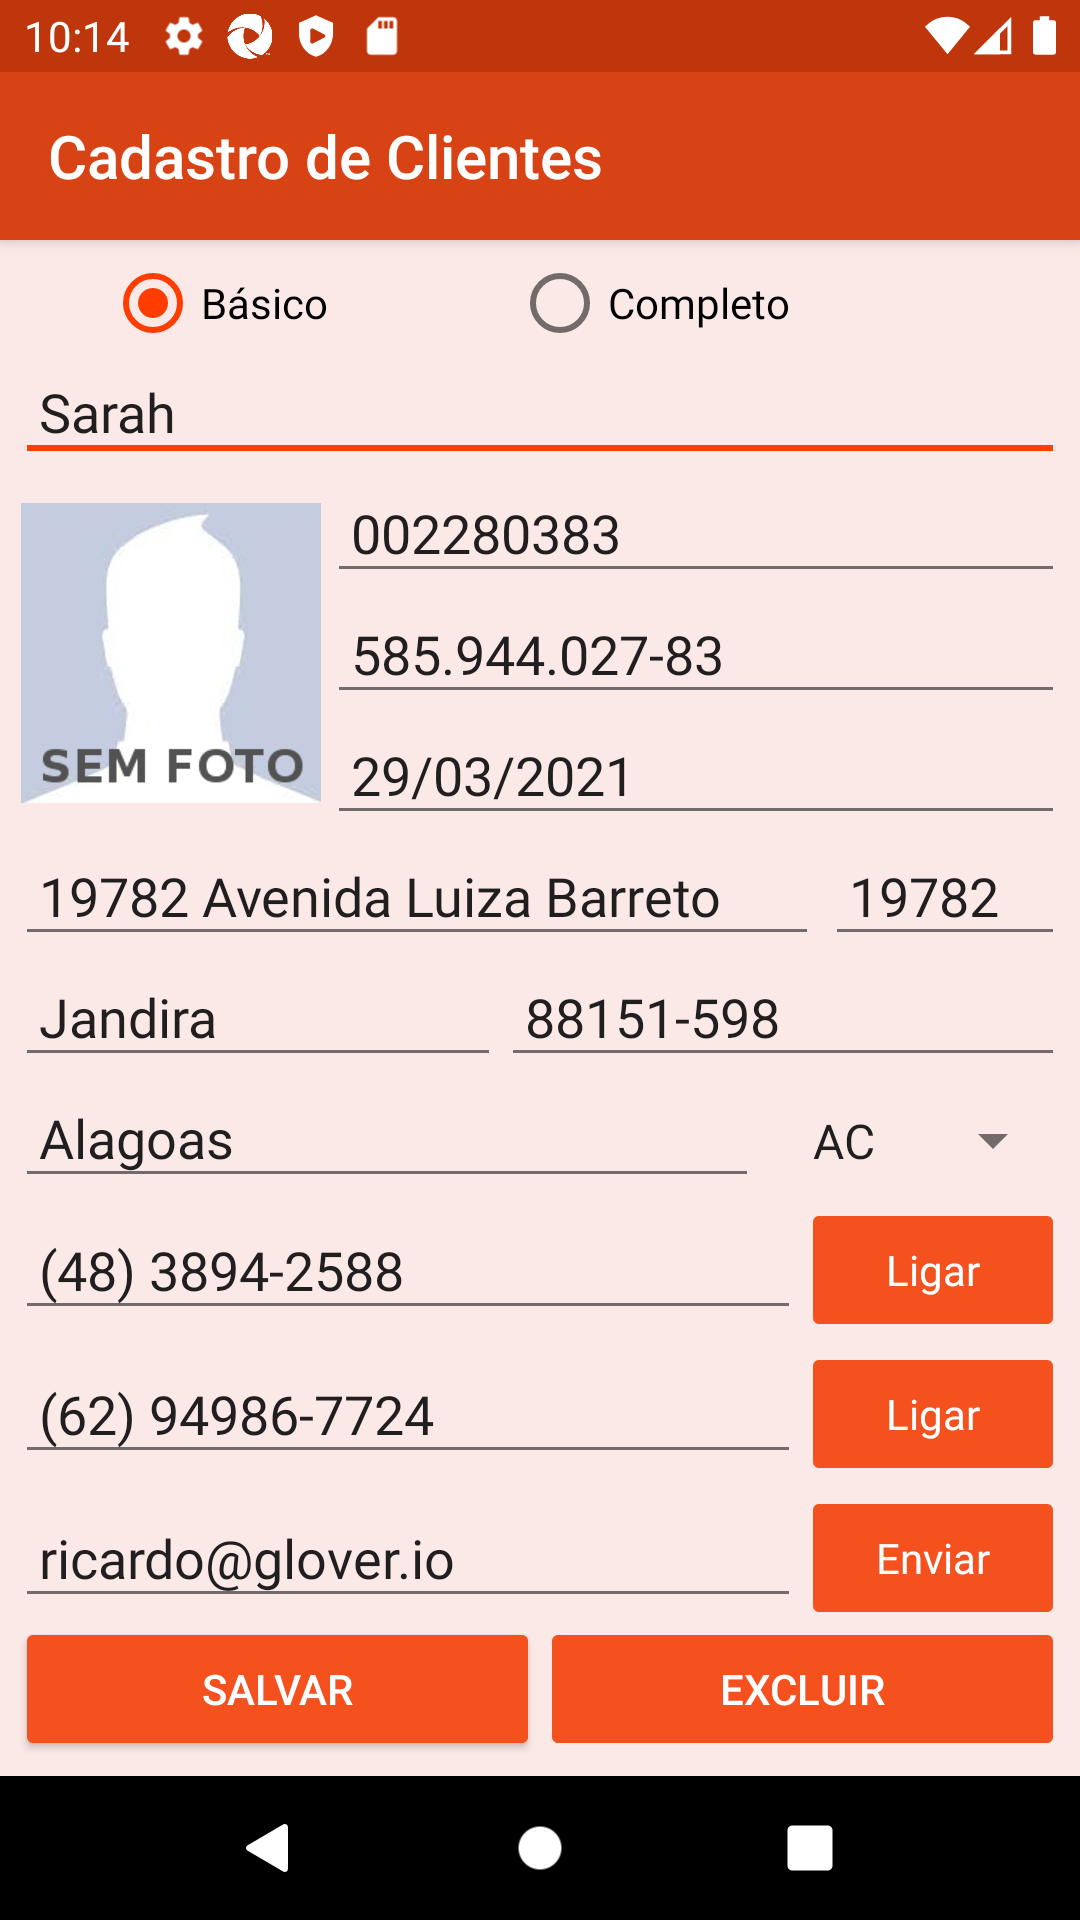 10:14
Cadastro de Clientes
Básico Completo
Sarah
002280383
585.944.027-83
SEM FOTO
29/03/2021
19782 Avenida Luiza Barreto 19782
Jandira 88151-598
Alagoas AC
(48) 3894-2588 Ligar
(62) 94986-7724 Ligar
ricardo@glover.io Enviar
SALVAR EXCLUIR